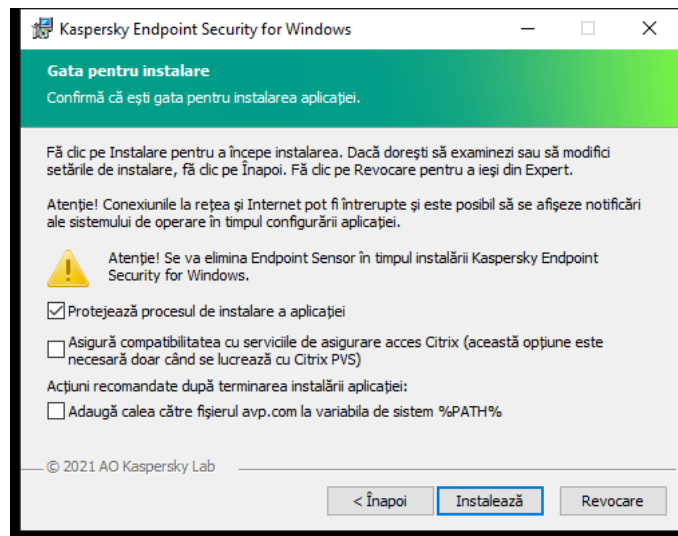 Kaspersky Endpoint Security for Windows
Gata pentru instalare
Confirmă că ești gata pentru instalarea aplicației.
Fă clic pe Instalare pentru a începe instalarea. Dacă dorești să examinezi sau să modifici
setările de instalare, fă clic pe Înapoi. Fă clic pe Revocare pentru a ieși din Expert.
Atenție! Conexiunile la rețea și Internet pot fi întrerupte și este posibil să se afișeze notificări
ale sistemului de operare în timpul configurării aplicației.
Atenție! Se va elimina Endpoint Sensor în timpul instalării Kaspersky Endpoint
Security for Windows.
Protejează procesul de instalare a aplicației
Asigură compatibilitatea cu serviciile de asigurare acces Citrix (această opțiune este
necesară doar când se lucrează cu Citrix PVS)
Acțiuni recomandate după terminarea instalării aplicației:
Adaugă calea către fișierul avp.com la variabila de sistem %PATH%
© 2021 AO Kaspersky Lab
< Înapoi Instalează Revocare